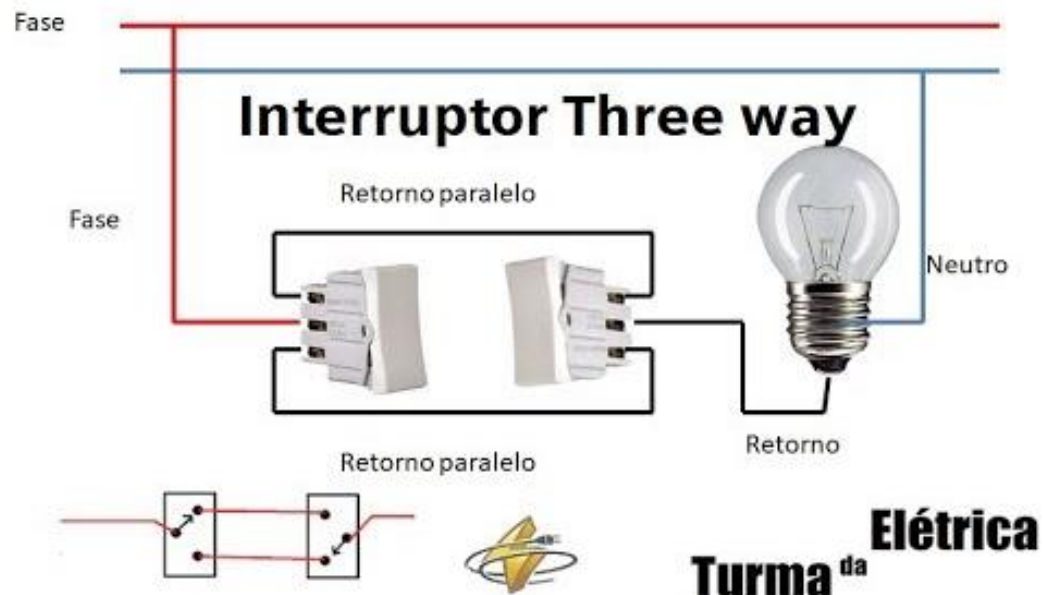 Fase
Interruptor Three way
Retorno paralelo
Fase
Neutro
Retorno
Retorno paralelo
Turma da Elétrica